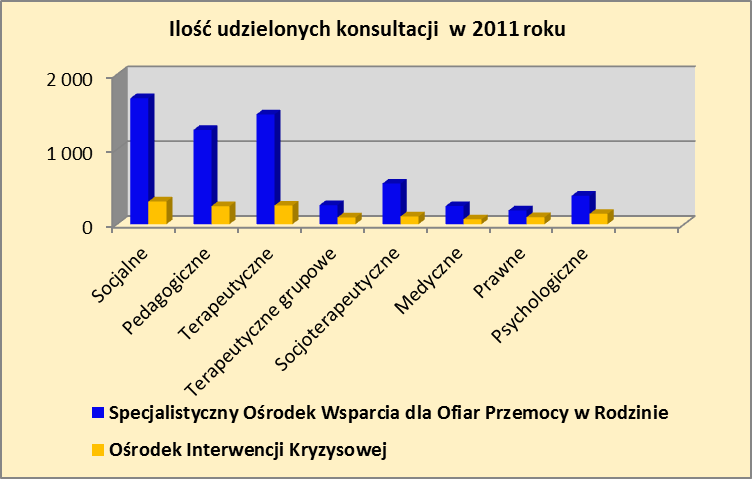 Ilość udzielonych konsultacji  w 2011 roku
2 000
1 000
0
Socjalne
Pedagogiczne
Terapeutyczne
Terapeutyczne grupowe
Socjoterapeutyczne
Medyczne
Prawne
Psychologiczne
Specjalistyczny Ośrodek Wsparcia dla Ofiar Przemocy w Rodzinie
Ośrodek Interwencji Kryzysowej